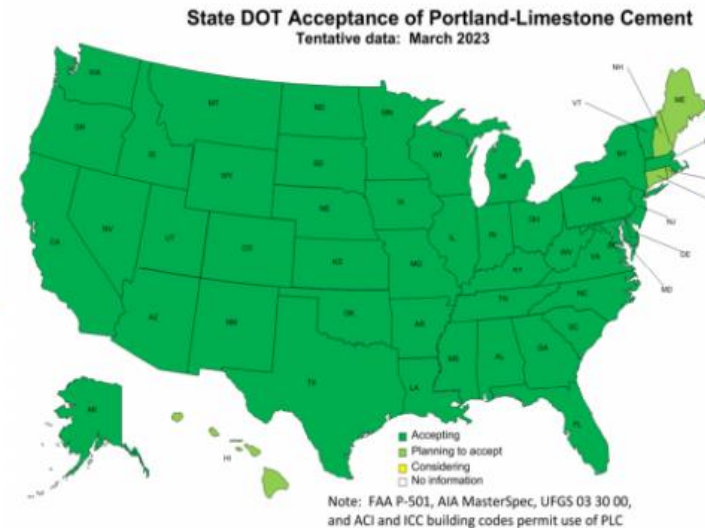 State DOT Acceptance of Portland-Limestone Cement
Tentative data: March 2023
NH
WA
ME
MT
ND
MN
VT
OR
ID
SD
WI
NY
WY
MI
IA
PA
NE
NV
OH
NJ
IL
IN
UT
CO
CA
WV
DE
KS
MO
VA
KY
MD
NC
TN
OK
AZ
NM
AR
SC
MS
AL
GA
TX
LA
AK
FL
HI
Accepting
Planning to accept
Considering
No information
Note: FAA P-501, AIA MasterSpec, UFGS 03 30 00,
and ACI and ICC building codes permit use of PLC